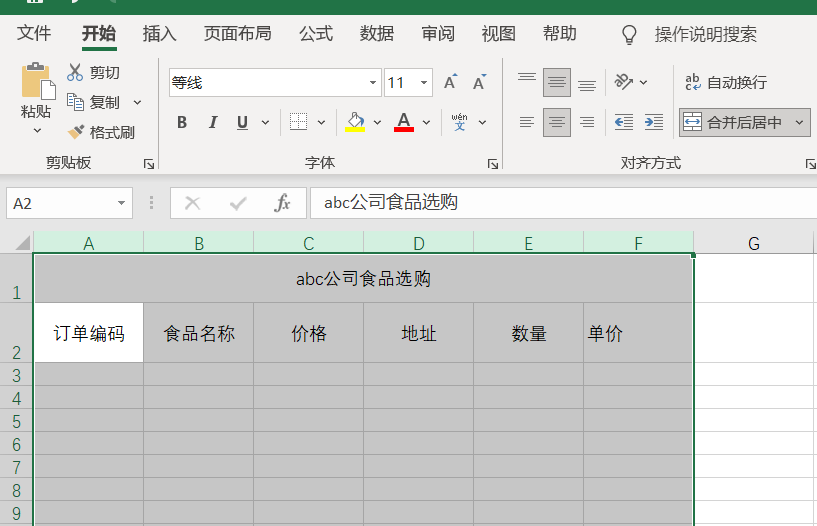 文件 开始 插入 页面布局 公式 数据 审阅 视图 帮助 操作说明搜索
粘贴
剪切
复制
格式刷
剪贴板
等线 11 A A
B I U A wén 文
字体
ab c 自动换行
合并后居中
对齐方式
A2 fx abc公司食品选购
A B C D E F G
1 abc公司食品选购
2 订单编码 食品名称 价格 地址 数量 单价
3
4
5
6
7
8
9